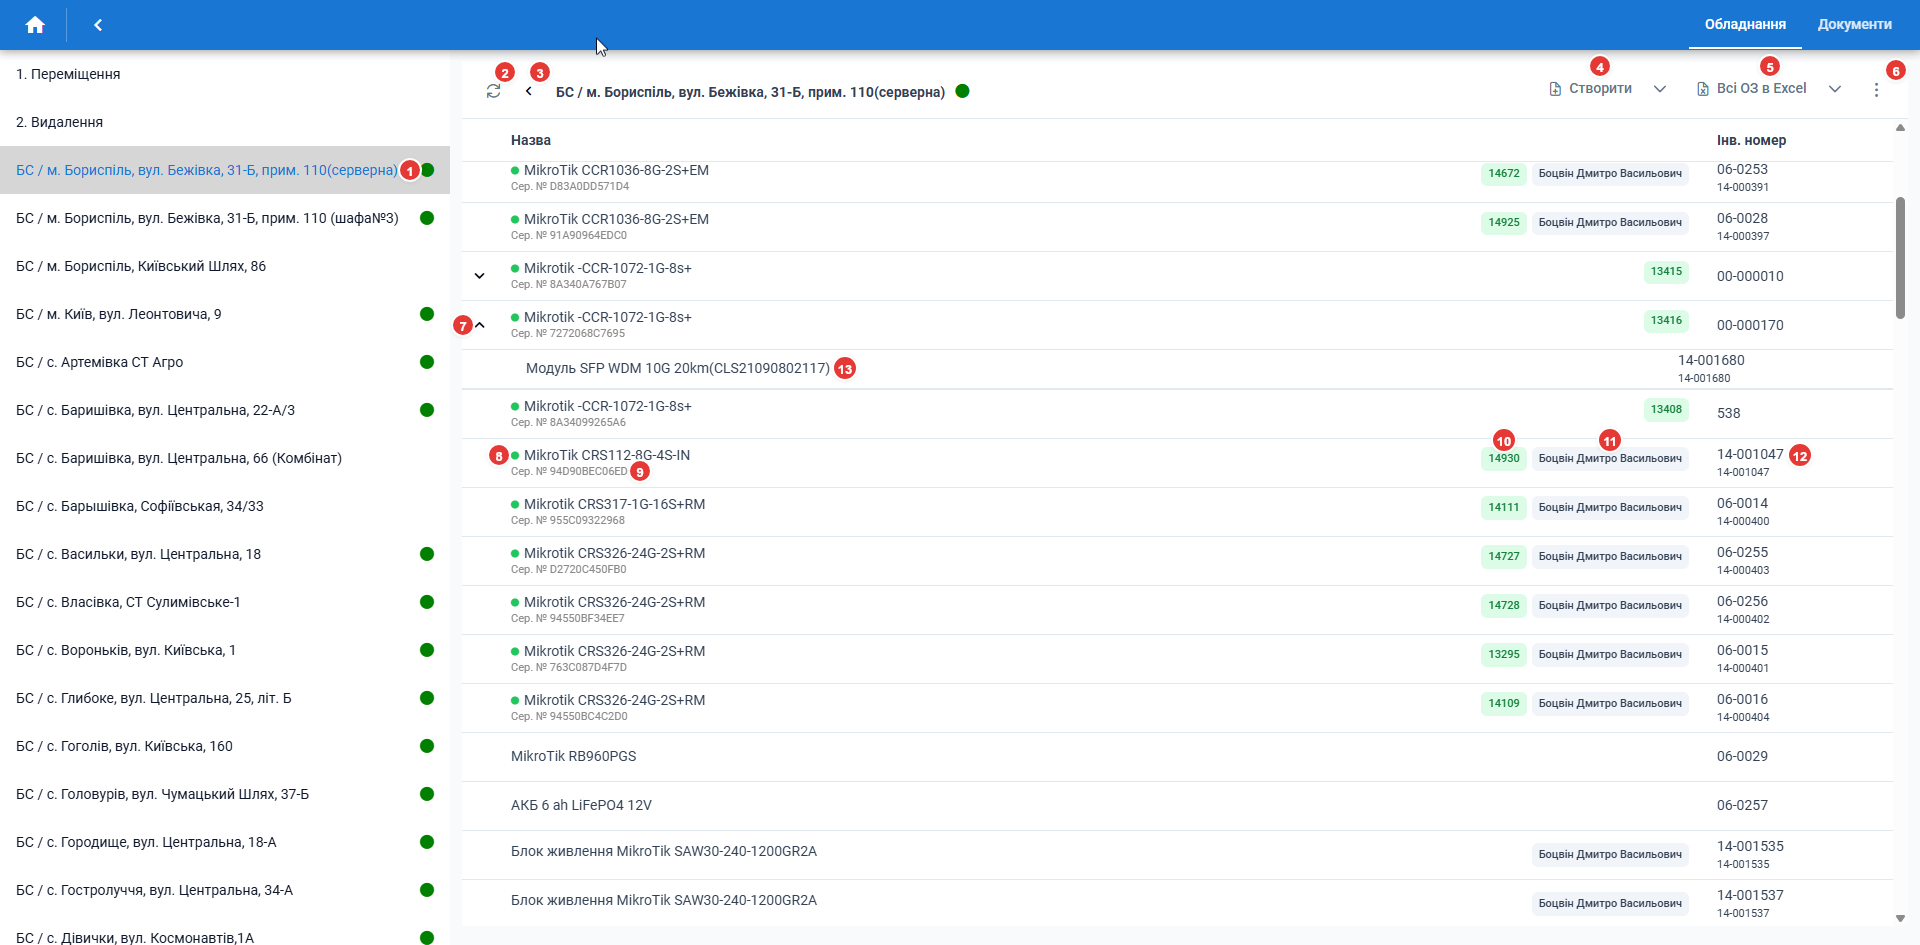 Обладнання
Документи
1. Переміщення
2. Видалення
БС / м. Бориспіль, вул. Бежівка, 31-Б, прим. 110(серверна) 1
БС / м. Бориспіль, вул. Бежівка, 31-Б, прим. 110 (шафа№3)
БС / м. Бориспіль, Київський Шлях, 86
БС / м. Київ, вул. Леонтовича, 9
БС / с. Артемівка СТ Агро
БС / с. Баришівка, вул. Центральна, 22-А/3
БС / с. Баришівка, вул. Центральна, 66 (Комбінат)
БС / с. Барышівка, Софіївськая, 34/33
БС / с. Васильки, вул. Центральна, 18
БС / с. Власівка, СТ Сулимівське-1
БС / с. Вороньків, вул. Київська, 1
БС / с. Глибоке, вул. Центральна, 25, літ. Б
БС / с. Гоголів, вул. Київська, 160
БС / с. Головурів, вул. Чумацький Шлях, 37-Б
БС / с. Городище, вул. Центральна, 18-А
БС / с. Гостролуччя, вул. Центральна, 34-А
БС / с. Дівички, вул. Космонавтів,1А
2 3 4 5 6
БС / м. Бориспіль, вул. Бежівка, 31-Б, прим. 110(серверна) Створити Всі ОЗ в Excel
Назва Інв. номер
MikroTik CCR1036-8G-2S+EM 14672 Боцвін Дмитро Васильович 06-0253
Сер. № D83A0DD571D4 14-000391
MikroTik CCR1036-8G-2S+EM 14925 Боцвін Дмитро Васильович 06-0028
Сер. № 91A90964EDC0 14-000397
Mikrotik -CCR-1072-1G-8s+ 13415 00-000010
Сер. № 8A340A767B07
7 Mikrotik -CCR-1072-1G-8s+ 13416 00-000170
Сер. № 7272068C7695
Модуль SFP WDM 10G 20km(CLS21090802117) 13 14-001680
14-001680
Mikrotik -CCR-1072-1G-8s+ 13408 538
Сер. № 8A34099265A6
10 11
8 MikroTik CRS112-8G-4S-IN 14930 Боцвін Дмитро Васильович 14-001047 12
Сер. № 94D90BEC06ED 9 14-001047
Mikrotik CRS317-1G-16S+RM 14111 Боцвін Дмитро Васильович 06-0014
Сер. № 955C09322968 14-000400
Mikrotik CRS326-24G-2S+RM 14727 Боцвін Дмитро Васильович 06-0255
Сер. № D2720C450FB0 14-000403
Mikrotik CRS326-24G-2S+RM 14728 Боцвін Дмитро Васильович 06-0256
Сер. № 94550BF34EE7 14-000402
Mikrotik CRS326-24G-2S+RM 13295 Боцвін Дмитро Васильович 06-0015
Сер. № 763C087D4F7D 14-000401
Mikrotik CRS326-24G-2S+RM 14109 Боцвін Дмитро Васильович 06-0016
Сер. № 94550BC4C2D0 14-000404
MikroTik RB960PGS 06-0029
АКБ 6 ah LiFePO4 12V 06-0257
Блок живлення MikroTik SAW30-240-1200GR2A Боцвін Дмитро Васильович 14-001535
14-001535
Блок живлення MikroTik SAW30-240-1200GR2A Боцвін Дмитро Васильович 14-001537
14-001537